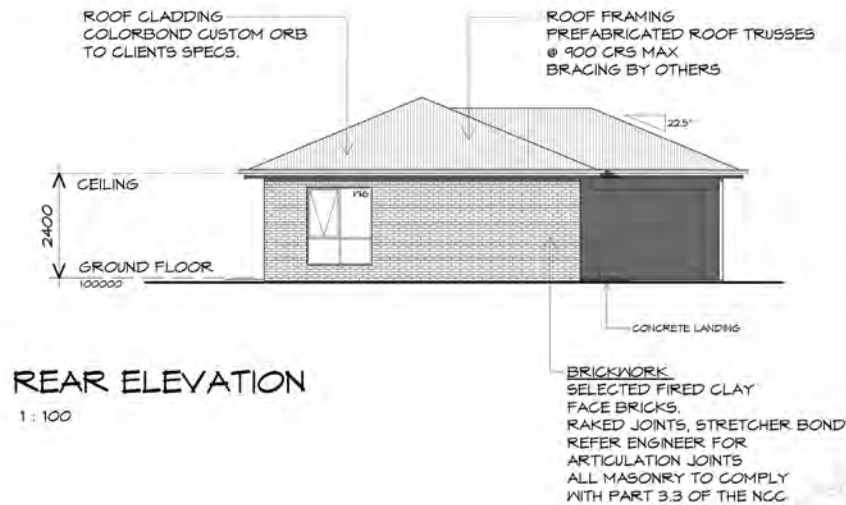 ROOF CLADDING
COLORBOND CUSTOM ORB
TO CLIENTS SPECS.
ROOF FRAMING
PREFABRICATED ROOF TRUSSES
@ 900 CRS MAX
BRACING BY OTHERS
22.5°
CEILING
2400
GROUND FLOOR
100000
CONCRETE LANDING
REAR ELEVATION
1 : 100
BRICKWORK
SELECTED FIRED CLAY
FACE BRICKS.
RAKED JOINTS, STRETCHER BOND
REFER ENGINEER FOR
ARTICULATION JOINTS
ALL MASONRY TO COMPLY
WITH PART 3.3 OF THE NCC